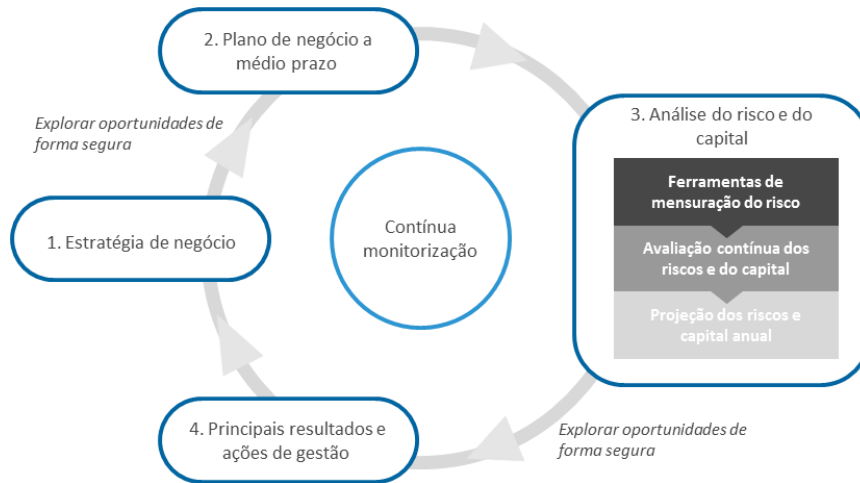 2. Plano de negócio a
médio prazo
Explorar oportunidades de
forma segura
1. Estratégia de negócio
Contínua
monitorização
3. Análise do risco e do
capital
Ferramentas de
mensuração do risco
Avaliação contínua dos
riscos e do capital
Projeção dos riscos e
capital anual
4. Principais resultados e
ações de gestão
Explorar oportunidades de
forma segura